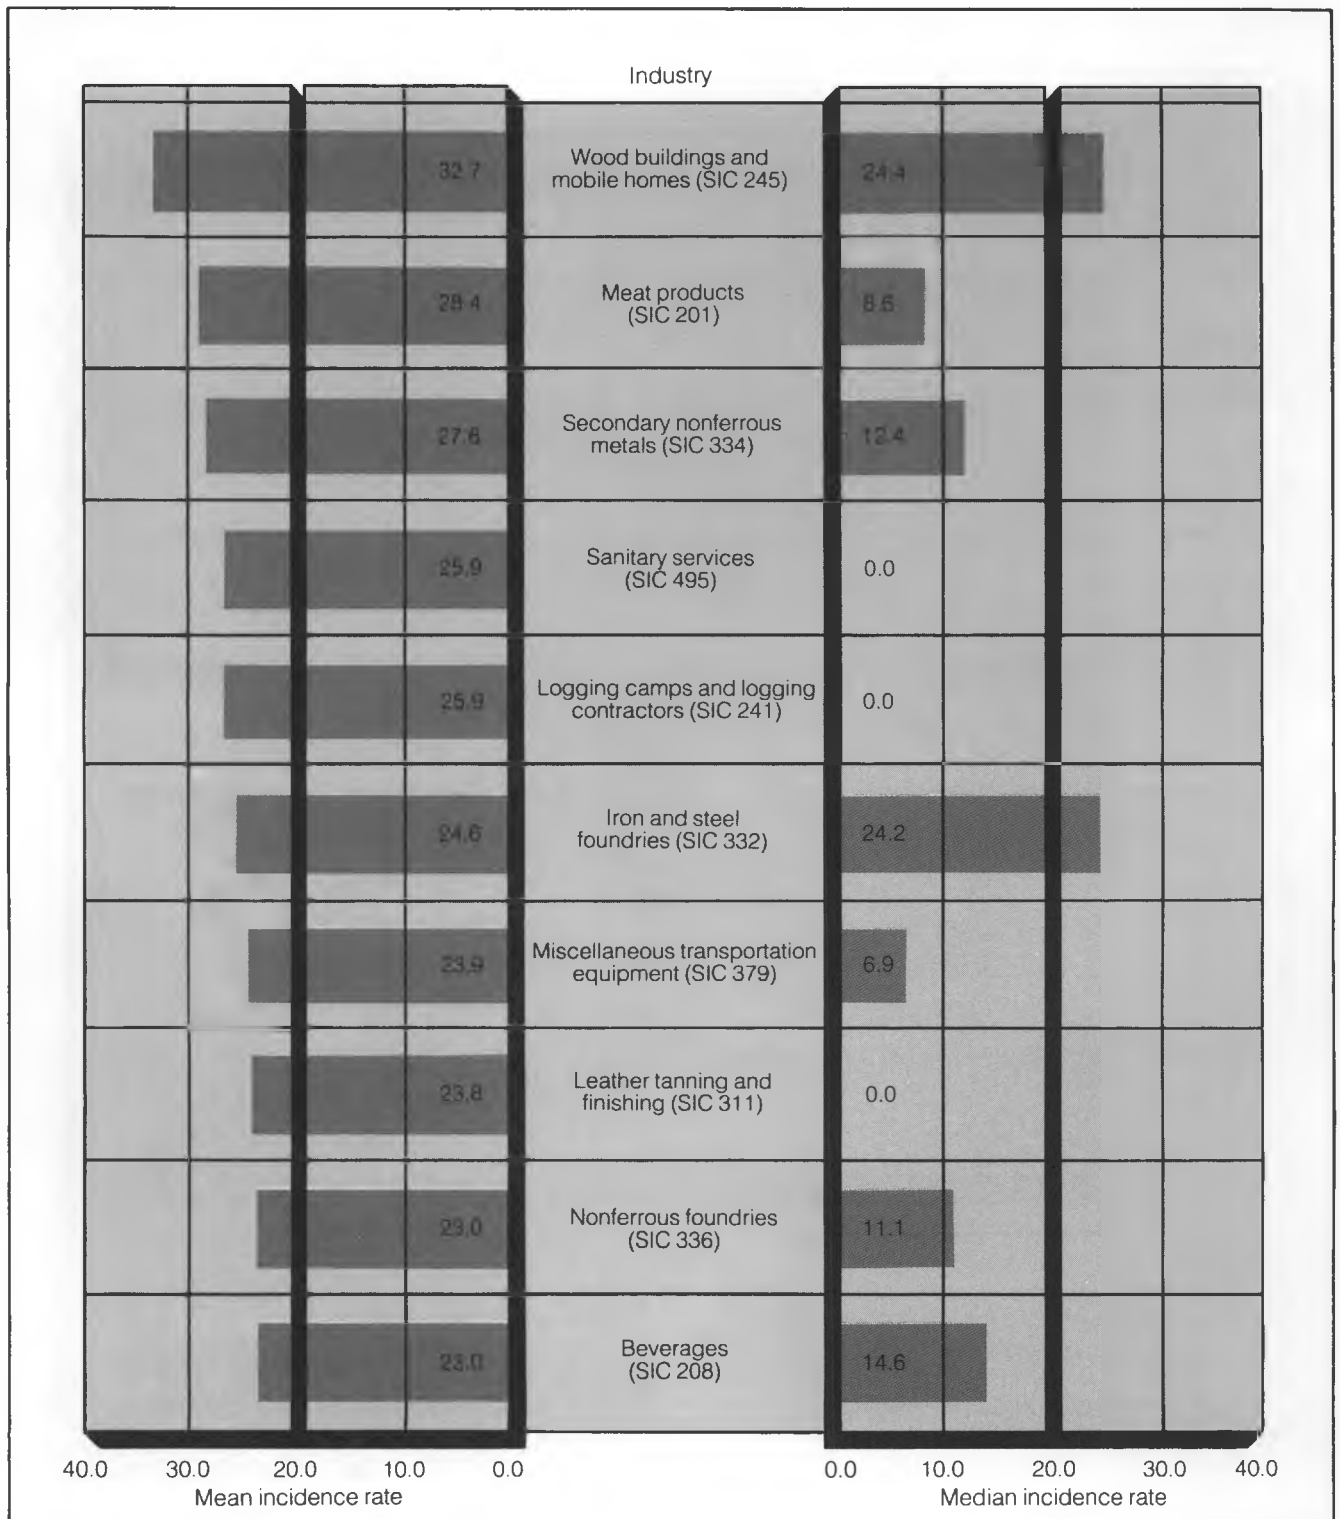 Industry
32.7
Wood buildings and
mobile homes (SIC 245)
24.4
28.4
Meat products
(SIC 201)
8.6
27.6
Secondary nonferrous
metals (SIC 334)
12.4
25.9
Sanitary services
(SIC 495)
0.0
25.9
Logging camps and logging
contractors (SIC 241)
0.0
24.6
Iron and steel
foundries (SIC 332)
24.2
23.9
Miscellaneous transportation
equipment (SIC 379)
6.9
23.8
Leather tanning and
finishing (SIC 311)
0.0
23.0
Nonferrous foundries
(SIC 336)
11.1
23.0
Beverages
(SIC 208)
14.6
40.0 30.0 20.0 10.0 0.0
0.0 10.0 20.0 30.0 40.0
Mean incidence rate
Median incidence rate